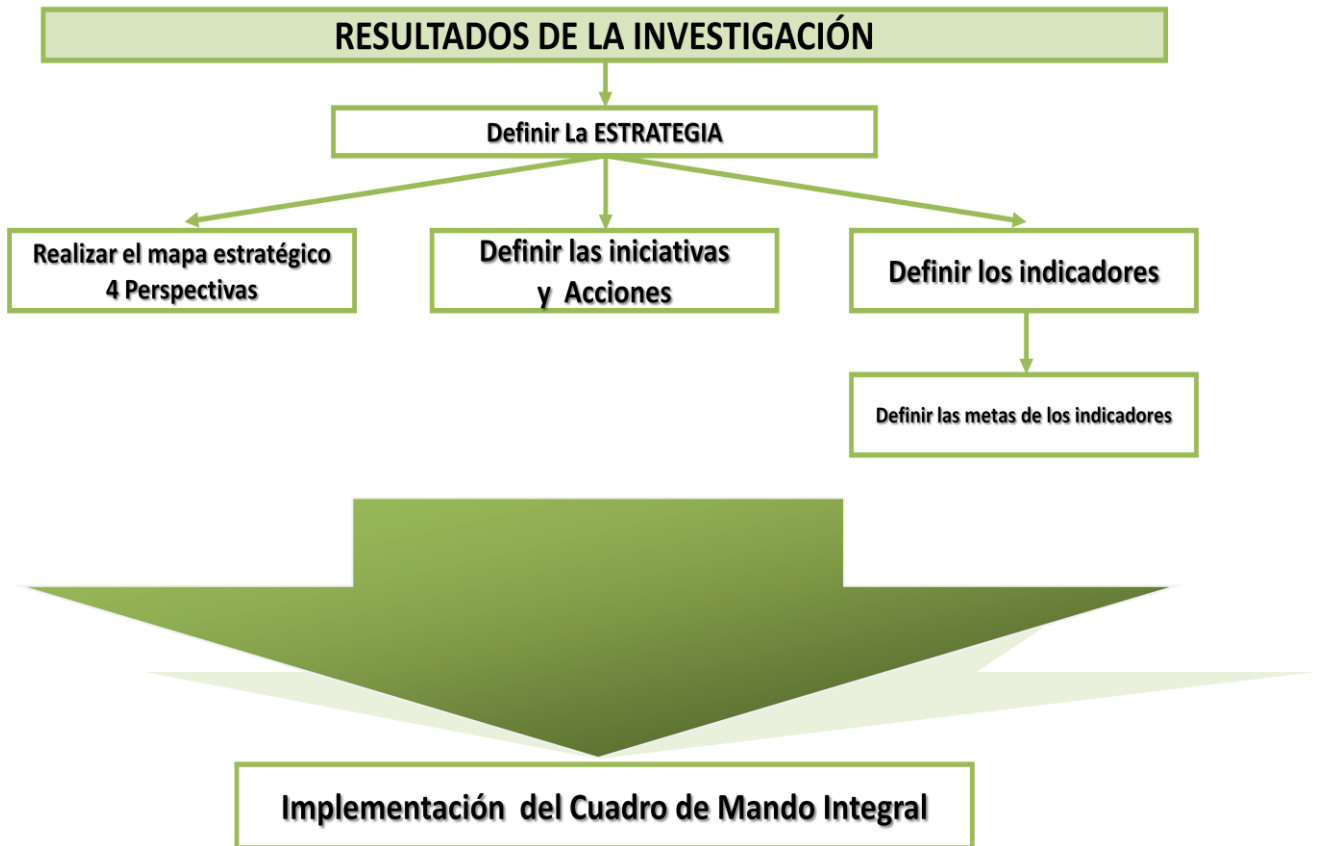 RESULTADOS DE LA INVESTIGACIÓN
Definir La ESTRATEGIA
Realizar el mapa estratégico
4 Perspectivas
Definir las iniciativas
y Acciones
Definir los indicadores
Definir las metas de los indicadores
Implementación del Cuadro de Mando Integral